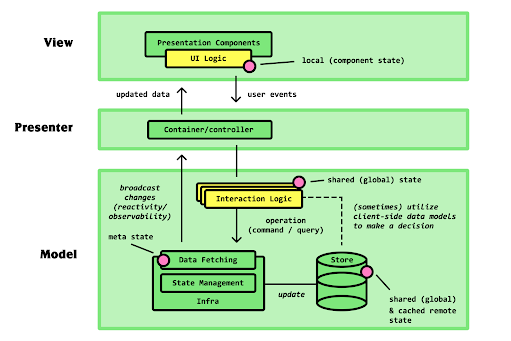 View
Presentation Components
UI Logic
local (component state)
updated data
user events
Presenter
Container/controller
shared (global) state
broadcast
changes
(reactivity/
observability)
Interaction Logic
(sometimes) utilize
client-side data models
to make a decision
operation
(command / query)
meta state
Model
Data Fetching
Store
State Management
Infra
update
shared (global)
& cached remote
state